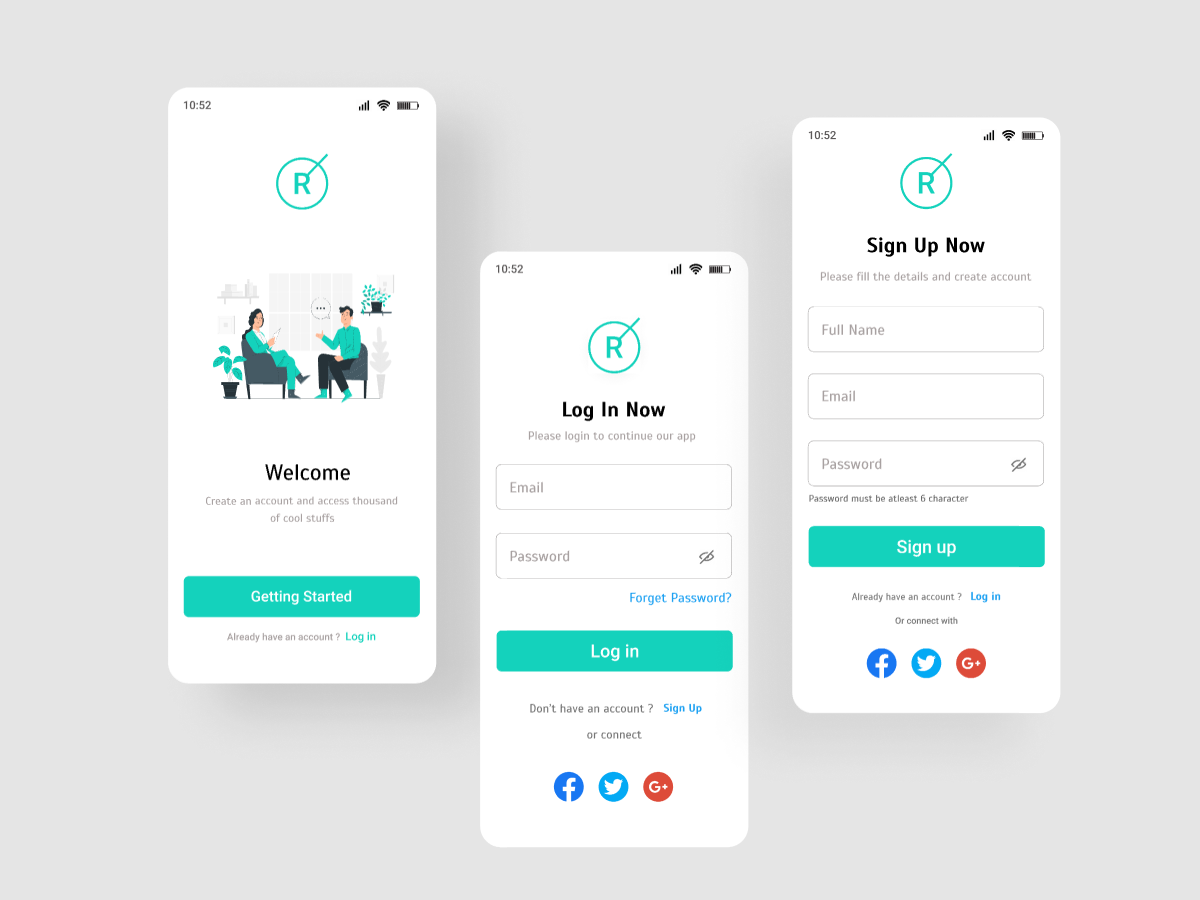 10:52
R
Welcome
Create an account and access thousand
of cool stuffs
Getting Started
Already have an account ? Log in
10:52
R
Log In Now
Please login to continue our app
Email
Password
Forget Password?
Log in
Don't have an account ? Sign Up
or connect
f
G+
10:52
R
Sign Up Now
Please fill the details and create account
Full Name
Email
Password
Password must be atleast 6 character
Sign up
Already have an account ? Log in
Or connect with
f
G+